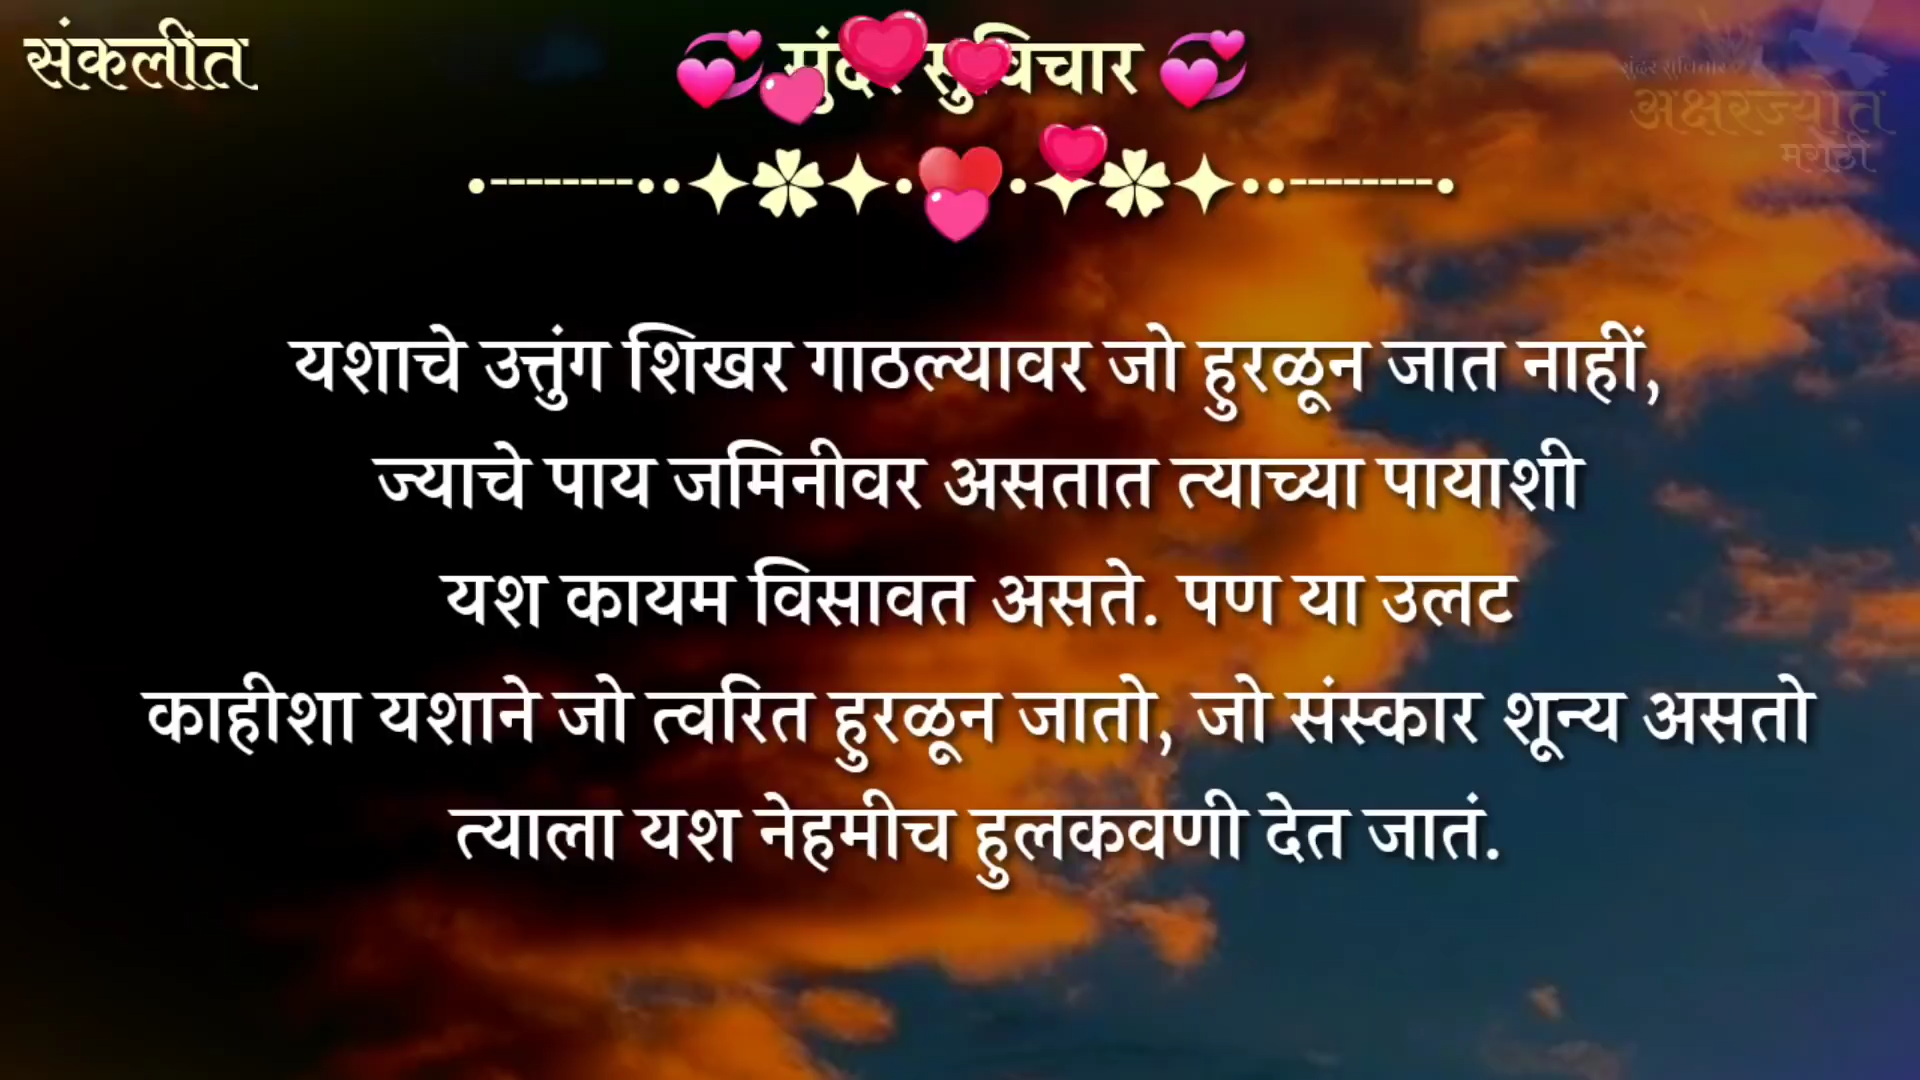 संकलीत
सुंदर सुविचार
यशाचे उत्तुंग शिखर गाठल्यावर जो हुरळून जात नाहीं,
ज्याचे पाय जमिनीवर असतात त्याच्या पायाशी
यश कायम विसावत असते. पण या उलट
काहीशा यशाने जो त्वरित हुरळून जातो, जो संस्कार शून्य असतो
त्याला यश नेहमीच हुलकवणी देत जातं.
सुंदर सुविचार
अक्षरज्योत
मराठी